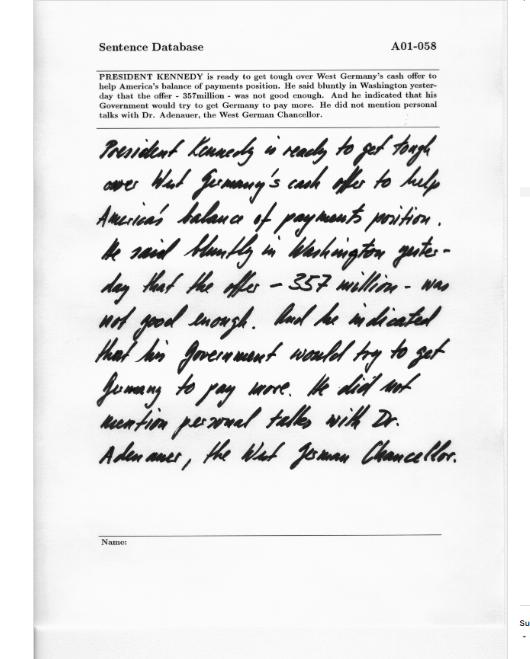 Sentence Database A01-058
PRESIDENT KENNEDY is ready to get tough over West Germany's cash offer to
help America's balance of payments position. He said bluntly in Washington yester-
day that the offer - 357million - was not good enough. And he indicated that his
Government would try to get Germany to pay more. He did not mention personal
talks with Dr. Adenauer, the West German Chancellor.
President Kennedy is ready to get tough
over West Germany's cash offer to help
America's balance of payments position.
He said bluntly in Washington yester-
day that the offer - 357 million - was
not good enough. And he indicated
that his Government would try to get
Germany to pay more. He did not
mention personal talks with Dr.
Adenauer, the West German Chancellor.
Name:
Su
-